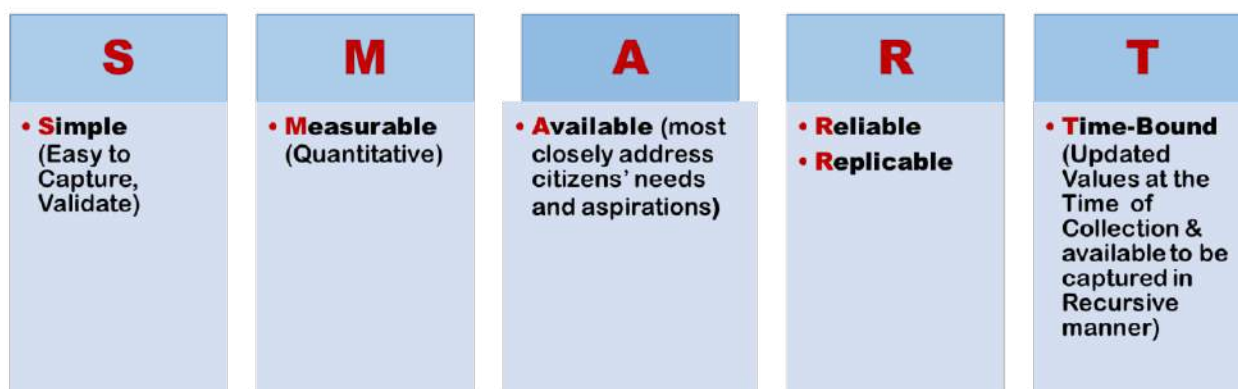 S
• Simple
(Easy to
Capture,
Validate)
M
• Measurable
(Quantitative)
A
• Available (most
closely address
citizens' needs
and aspirations)
R
• Reliable
• Replicable
T
• Time-Bound
(Updated
Values at the
Time of
Collection &
available to be
captured in
Recursive
manner)